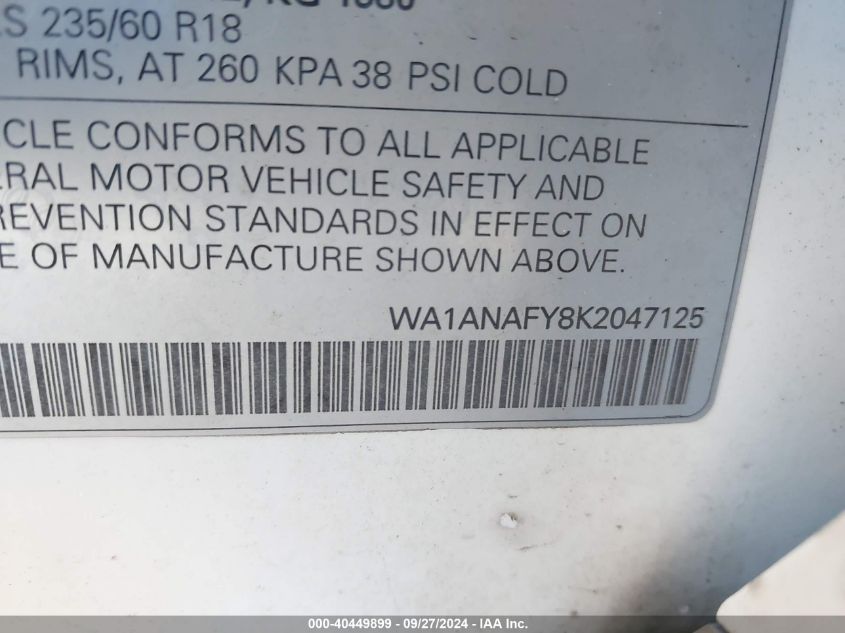 S 235/60 R18
RIMS, AT 260 KPA 38 PSI COLD
CLE CONFORMS TO ALL APPLICABLE
RAL MOTOR VEHICLE SAFETY AND
REVENTION STANDARDS IN EFFECT ON
E OF MANUFACTURE SHOWN ABOVE.
WA1ANAFY8K2047125
000-40449899 • 09/27/2024 - IAA Inc.